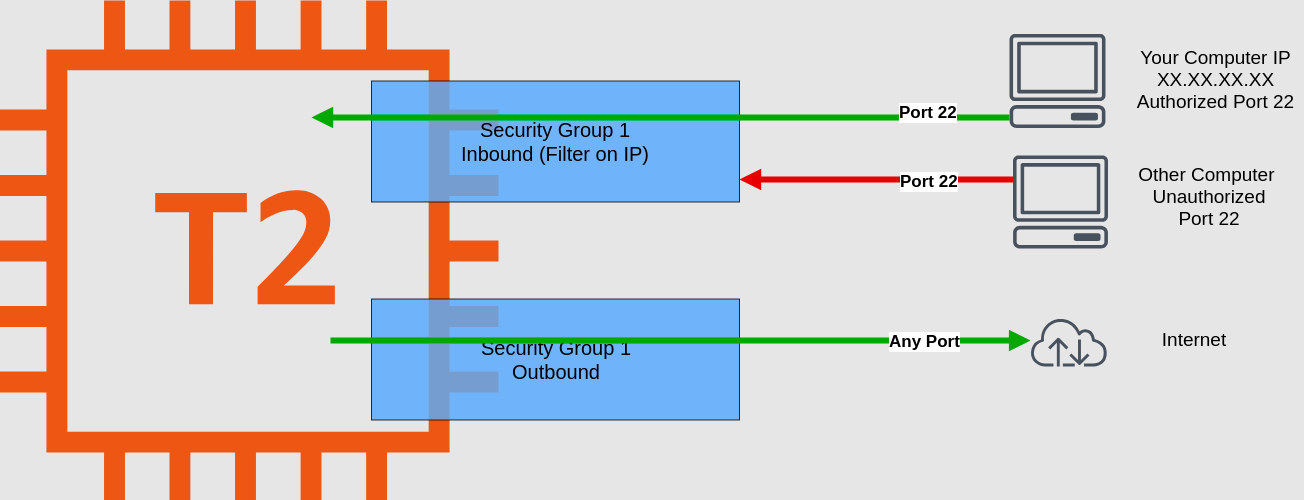 T2
Security Group 1
Inbound (Filter on IP)
Port 22
Your Computer IP
XX.XX.XX.XX
Authorized Port 22
Port 22
Other Computer
Unauthorized
Port 22
Security Group 1
Outbound
Any Port
Internet